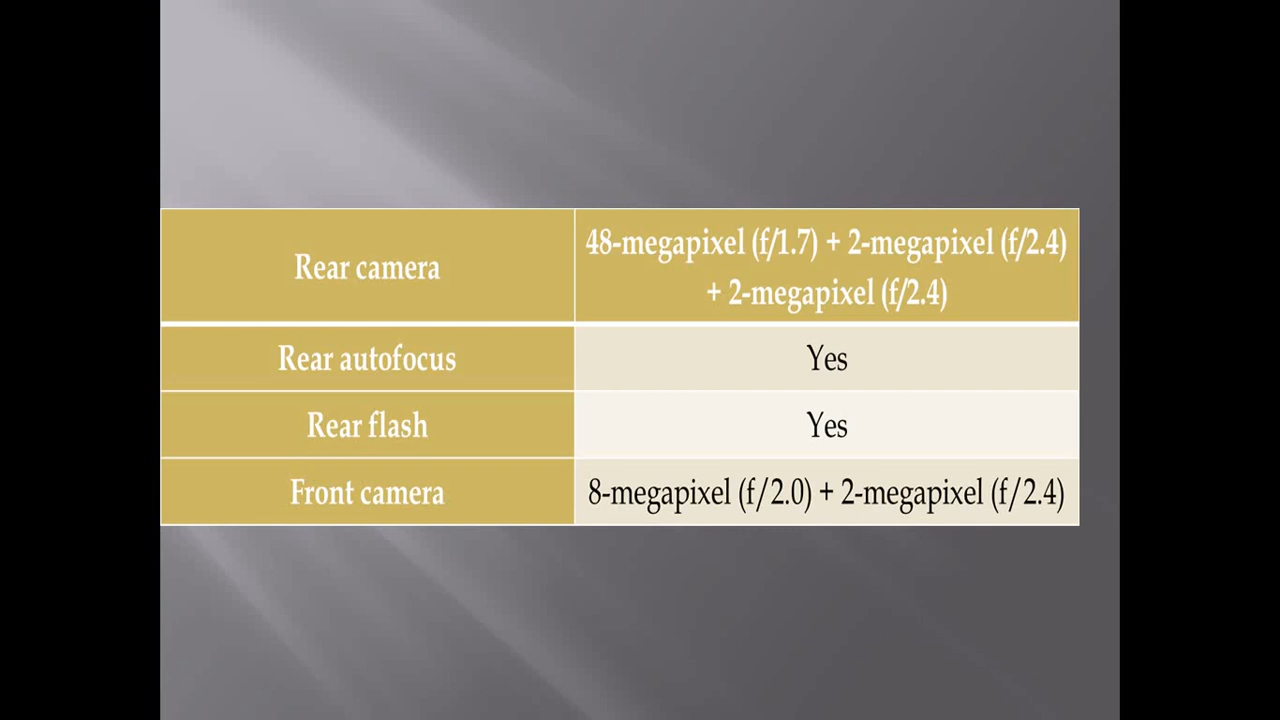 Rear camera
48-megapixel (f/1.7) + 2-megapixel (f/2.4)
+ 2-megapixel (f/2.4)
Rear autofocus
Yes
Rear flash
Yes
Front camera
8-megapixel (f/2.0) + 2-megapixel (f/2.4)